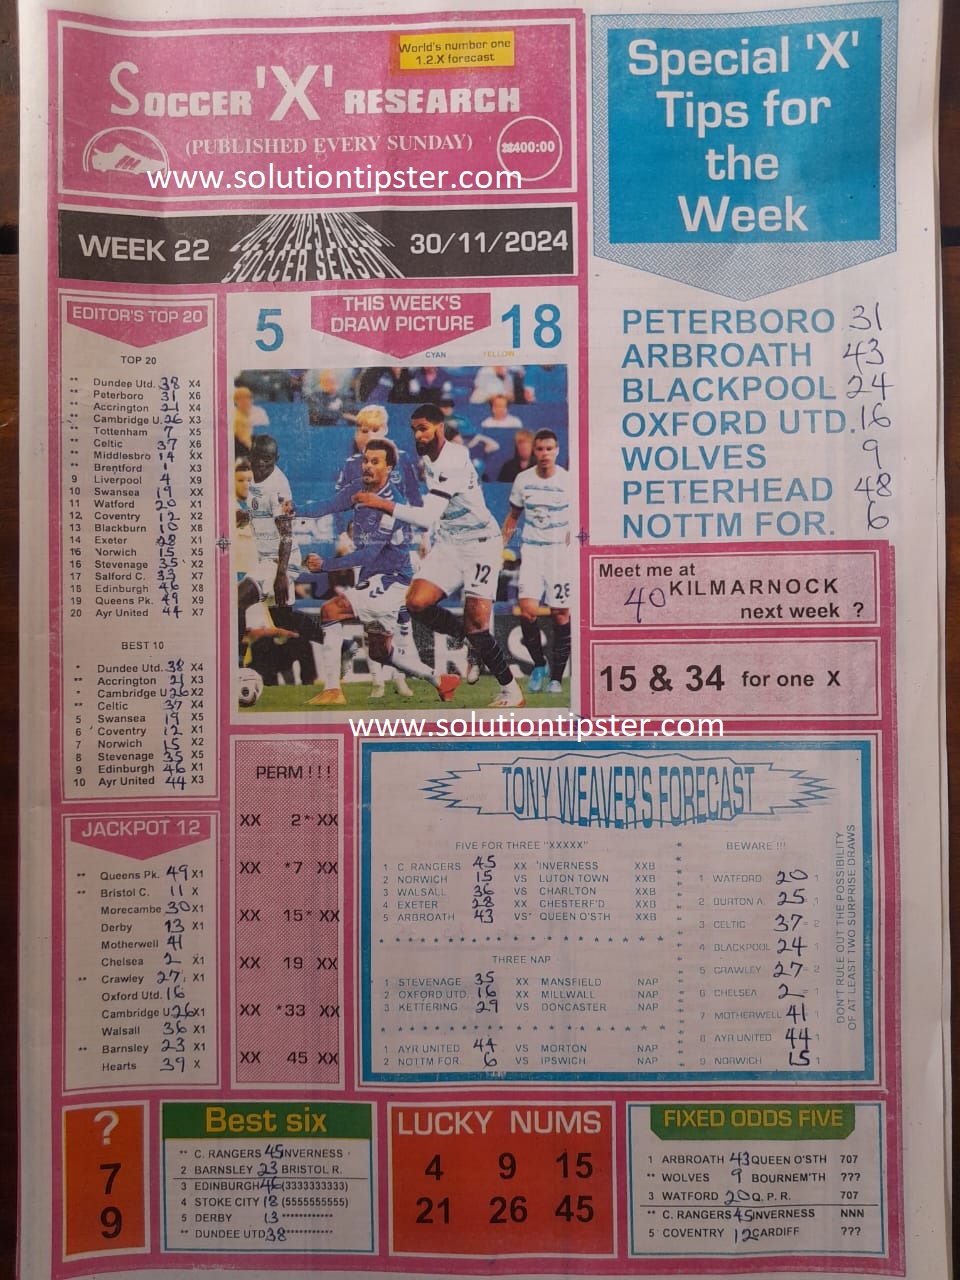 World's number one
1.2.X forecast
SOCCER 'X' RESEARCH
(PUBLISHED EVERY SUNDAY)
₦400:00
www.solutiontipster.com
WEEK 22
SOCCER SEASON
30/11/2024
Special 'X'
Tips for
the
Week
PETERBORO 31
ARBROATH 43
BLACKPOOL 24
OXFORD UTD. 16
WOLVES 9
PETERHEAD 48
NOTTM FOR. 6
Meet me at
40 KILMARNOCK
next week ?
15 & 34 for one X
EDITOR'S TOP 20
TOP 20
** Dundee Utd. 38 X4
** Peterboro 31 X6
** Accrington 21 X4
** Cambridge U. 26 X3
** Tottenham 7 X5
** Celtic 37 X6
** Middlesbro 14 XX
** Brentford 1 X3
9 Liverpool 4 X9
10 Swansea 19 XX
11 Watford 20 X1
12 Coventry 12 X2
13 Blackburn 10 X8
14 Exeter 28 X1
16 Norwich 15 X5
16 Stevenage 35 X2
17 Salford C. 33 X7
18 Edinburgh 46 X8
19 Queens Pk. 49 X9
20 Ayr United 44 X7
BEST 10
* Dundee Utd. 38 X4
** Accrington 21 X3
* Cambridge U 26 X2
** Celtic 37 X4
5 Swansea 19 X5
6 Coventry 12 X1
7 Norwich 15 X2
8 Stevenage 35 X5
9 Edinburgh 46 X1
10 Ayr United 44 X3
5
THIS WEEK'S
DRAW PICTURE
18
CYAN YELLOW
12
28
www.solutiontipster.com
JACKPOT 12
** Queens Pk. 49 X1
** Bristol C. 11 X
Morecambe 30 X1
Derby 13 X1
Motherwell 41
Chelsea 2 X1
** Crawley 27 X1
Oxford Utd. 16
Cambridge U 26 X1
Walsall 36 X1
** Barnsley 23 X1
Hearts 39 X
PERM !!!
XX 2* XX
XX *7 XX
XX 15* XX
XX 19 XX
XX *33 XX
XX 45 XX
TONY WEAVER'S FORECAST
FIVE FOR THREE "XXXXX"
1 C. RANGERS 45 XX INVERNESS XXB
2 NORWICH 15 VS LUTON TOWN XXB
3 WALSALL 36 VS CHARLTON XXB
4 EXETER 28 XX CHESTERF'D XXB
5 ARBROATH 43 VS* QUEEN O'STH XXB
THREE NAP
1 STEVENAGE 35 XX MANSFIELD NAP
2 OXFORD UTD. 16 XX MILLWALL NAP
3 KETTERING 29 VS DONCASTER NAP
1 AYR UNITED 44 VS MORTON NAP
2 NOTTM FOR. 6 VS IPSWICH NAP
BEWARE !!!
1 WATFORD 20 1
2 BURTON A. 25 1
3 CELTIC 37 2
4 BLACKPOOL 24 1
5 CRAWLEY 27 2
6 CHELSEA 2 1
7 MOTHERWELL 41 1
8 AYR UNITED 44 1
9 NORWICH 15 1
DON'T RULE OUT THE POSSIBILITY
OF AT LEAST TWO SURPRISE DRAWS
?
7
9
Best six
** C. RANGERS 45 INVERNESS
2 BARNSLEY 23 BRISTOL R.
3 EDINBURGH 46 (3333333333)
4 STOKE CITY 18 (5555555555)
5 DERBY 13 ************
** DUNDEE UTD 38 ***********
LUCKY NUMS
4 9 15
21 26 45
FIXED ODDS FIVE
1 ARBROATH 43 QUEEN O'STH 707
** WOLVES 9 BOURNEM'TH ???
3 WATFORD 20 Q. P. R. 707
** C. RANGERS 45 INVERNESS NNN
5 COVENTRY 12 CARDIFF ???